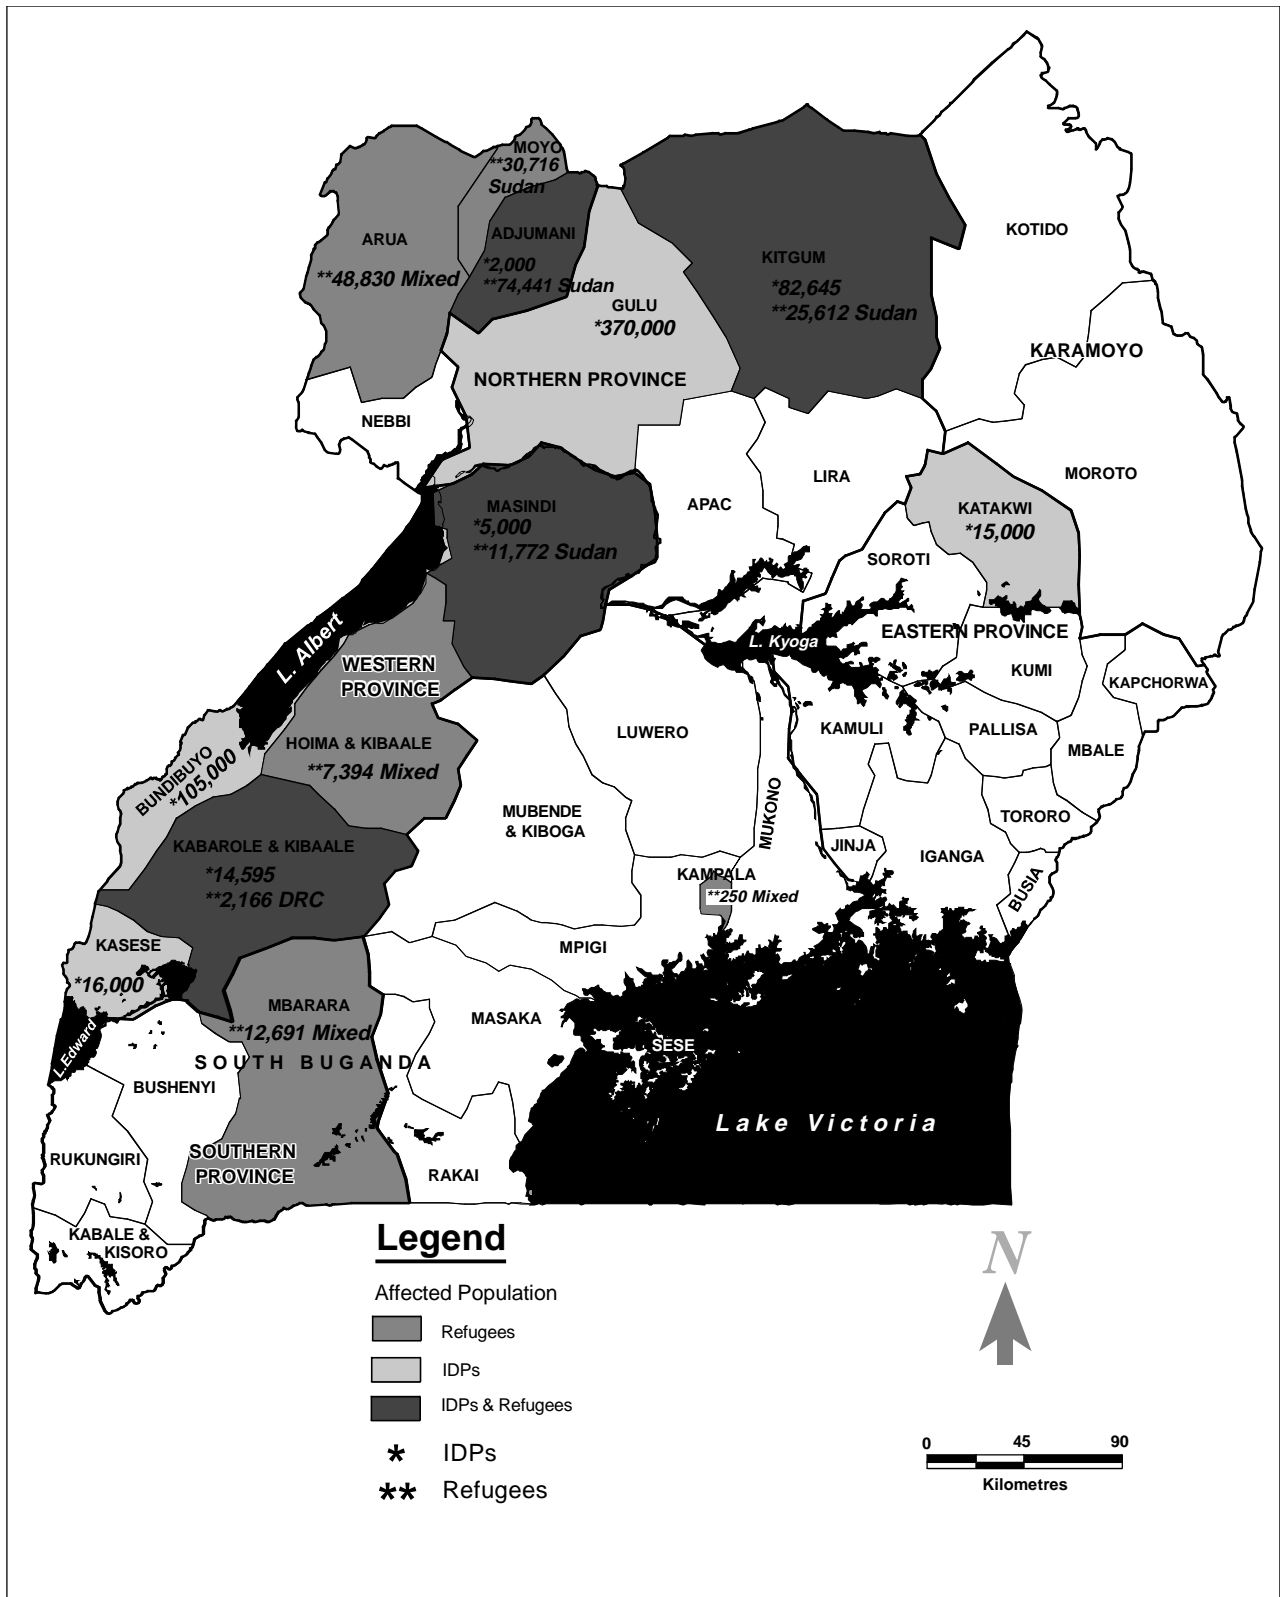 MOYO
**30,716
Sudan
ARUA
**48,830 Mixed
ADJUMANI
*2,000
**74,441 Sudan
GULU
*370,000
KITGUM
*82,645
**25,612 Sudan
KOTIDO
KARAMOYO
NORTHERN PROVINCE
NEBBI
MOROTO
LIRA
APAC
MASINDI
*5,000
**11,772 Sudan
KATAKWI
*15,000
SOROTI
EASTERN PROVINCE
L. Kyoga
L. Albert
WESTERN
PROVINCE
KUMI
KAPCHORWA
HOIMA & KIBAALE
**7,394 Mixed
LUWERO
KAMULI
PALLISA
MBALE
BUNDIBUYO
*105,000
MUKONO
MUBENDE
& KIBOGA
TORORO
KABAROLE & KIBAALE
*14,595
**2,166 DRC
JINJA
IGANGA
BUSIA
KAMPALA
**250 Mixed
KASESE
*16,000
MPIGI
MBARARA
**12,691 Mixed
MASAKA
SESE
L.Edward
SOUTH BUGANDA
BUSHENYI
Lake Victoria
RUKUNGIRI
SOUTHERN
PROVINCE
RAKAI
KABALE &
KISORO
Legend
Affected Population
Refugees
IDPs
IDPs & Refugees
* IDPs
** Refugees
N
0 45 90
Kilometres